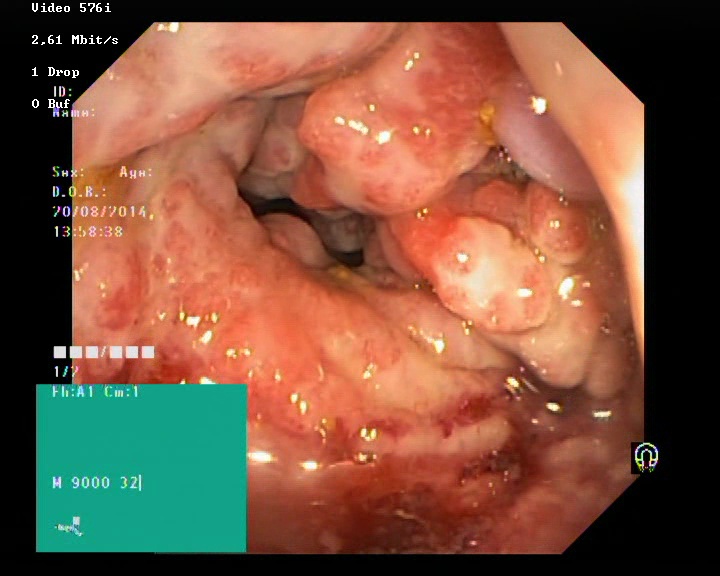 Video 576i
2,61 Mbit/s
1 Drop
ID:
0 Buf
Name:
Sex: Age:
D.O.B.:
20/08/2014,
13:58:38
1/2
Eh:A1 Cm:1
M 9000 32